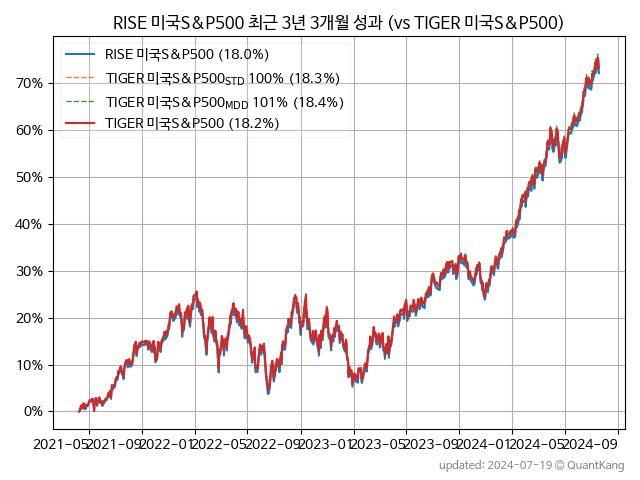 RISE 미국S&P500 최근 3년 3개월 성과 (vs TIGER 미국S&P500)
RISE 미국S&P500 (18.0%)
TIGER 미국S&P500STD 100% (18.3%)
TIGER 미국S&P500MDD 101% (18.4%)
TIGER 미국S&P500 (18.2%)
70%
60%
50%
40%
30%
20%
10%
0%
2021-05 2021-09 2022-01 2022-05 2022-09 2023-01 2023-05 2023-09 2024-01 2024-05 2024-09
updated: 2024-07-19 © QuantKang